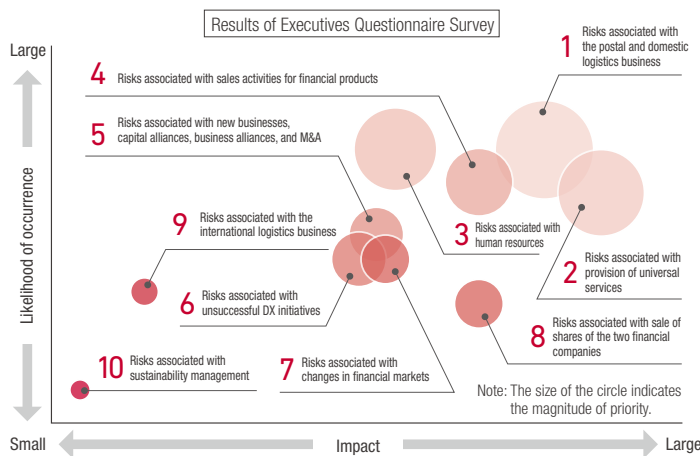 Results of Executives Questionnaire Survey
Large
Likelihood of occurrence
1 Risks associated with
the postal and domestic
logistics business
4 Risks associated with sales activities for financial products
5 Risks associated with new businesses,
capital alliances, business alliances, and M&A
9 Risks associated with the
international logistics business
3 Risks associated with
human resources
2 Risks associated with
provision of universal
services
6 Risks associated with
unsuccessful DX initiatives
8 Risks associated with sale of
shares of the two financial
companies
10 Risks associated with
sustainability management
7 Risks associated with
changes in financial markets
Note: The size of the circle indicates
the magnitude of priority.
Small
Impact
Large